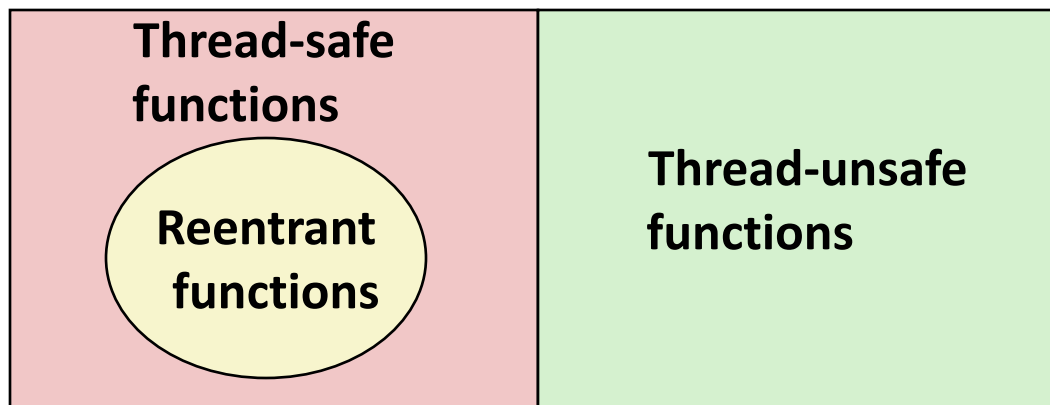 Thread-safe
functions
Reentrant
functions
Thread-unsafe
functions